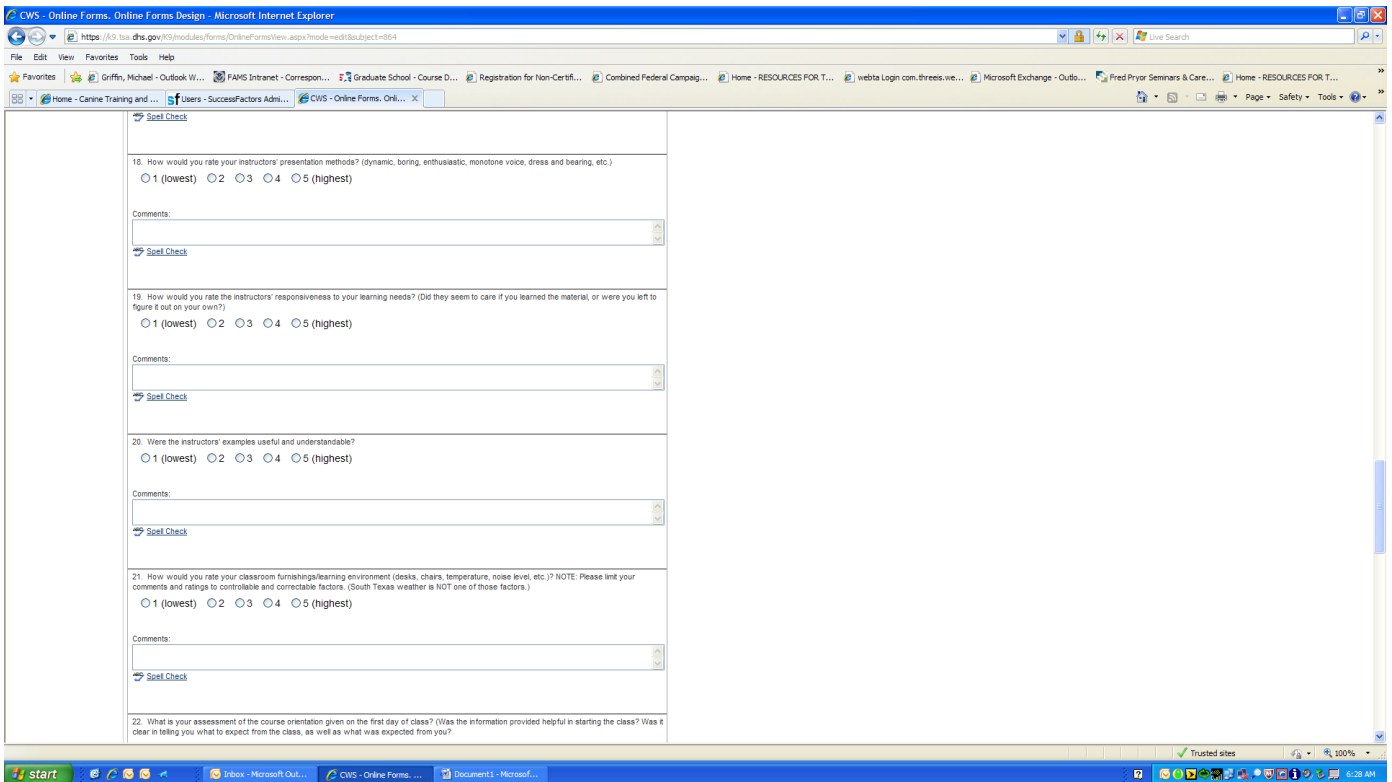 CWS - Online Forms. Online Forms Design - Microsoft Internet Explorer
https://k9.tsa.dhs.gov/K9/modules/forms/OnlineFormsView.aspx?mode=edit&subject=864
Live Search
File Edit View Favorites Tools Help
Favorites Griffin, Michael - Outlook W... FAMS Intranet - Correspon... Graduate School - Course D... Registration for Non-Certifi... Combined Federal Campaig... Home - RESOURCES FOR T... webta Login com.threeis.we... Microsoft Exchange - Outlo... Fred Pryor Seminars & Care... Home - RESOURCES FOR T... »
Home - Canine Training and ... Users - SuccessFactors Admi... CWS - Online Forms. Onli... X Page Safety Tools »
Spell Check
18. How would you rate your instructors' presentation methods? (dynamic, boring, enthusiastic, monotone voice, dress and bearing, etc.)
1 (lowest) 2 3 4 5 (highest)
Comments:
Spell Check
19. How would you rate the instructors' responsiveness to your learning needs? (Did they seem to care if you learned the material, or were you left to
figure it out on your own?)
1 (lowest) 2 3 4 5 (highest)
Comments:
Spell Check
20. Were the instructors' examples useful and understandable?
1 (lowest) 2 3 4 5 (highest)
Comments:
Spell Check
21. How would you rate your classroom furnishings/learning environment (desks, chairs, temperature, noise level, etc.)? NOTE: Please limit your
comments and ratings to controllable and correctable factors. (South Texas weather is NOT one of those factors.)
1 (lowest) 2 3 4 5 (highest)
Comments:
Spell Check
22. What is your assessment of the course orientation given on the first day of class? (Was the information provided helpful in starting the class? Was it
clear in telling you what to expect from the class, as well as what was expected from you?
Trusted sites 100%
start Inbox - Microsoft Out... CWS - Online Forms. ... Document1 - Microsof... 6:28 AM